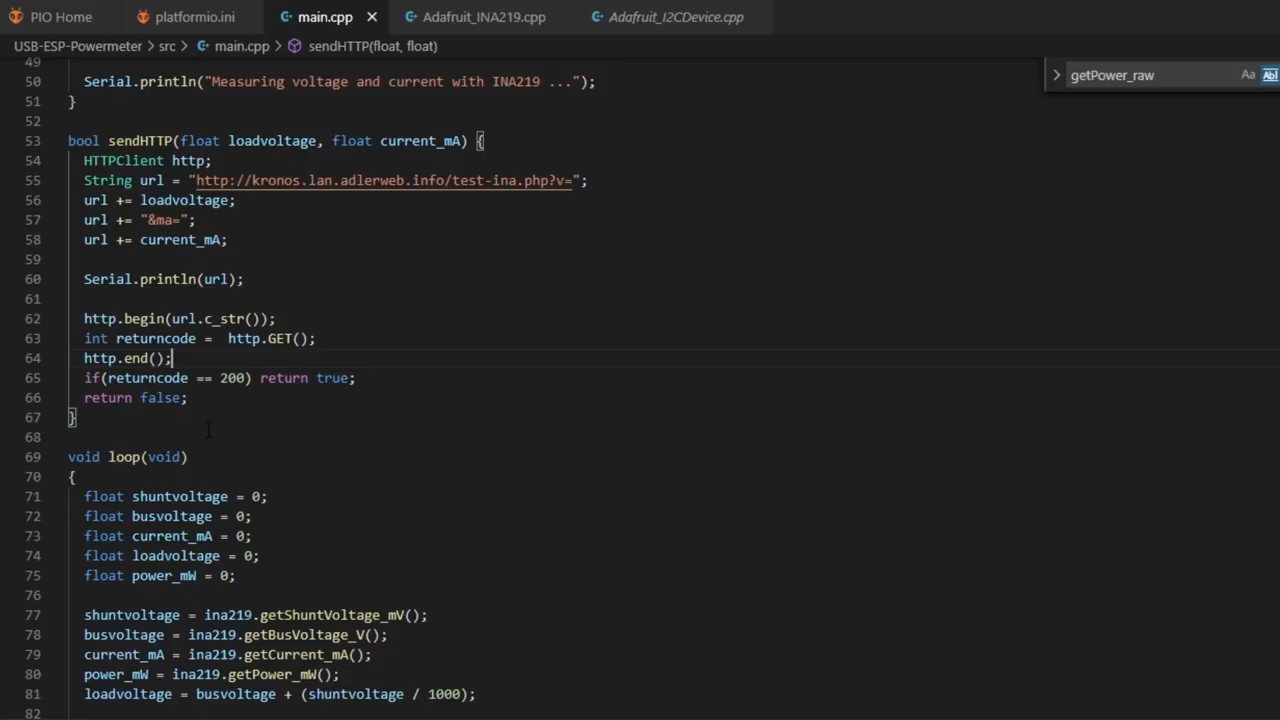 PIO Home
platformio.ini
main.cpp
Adafruit_INA219.cpp
Adafruit_I2CDevice.cpp
USB-ESP-Powermeter > src > main.cpp > sendHTTP(float, float)
getPower_raw
Aa
Abl
49
50 Serial.println("Measuring voltage and current with INA219 ...");
51 }
52
53 bool sendHTTP(float loadvoltage, float current_mA) {
54 HTTPClient http;
55 String url = "http://kronos.lan.adlerweb.info/test-ina.php?v=";
56 url += loadvoltage;
57 url += "&ma=";
58 url += current_mA;
59
60 Serial.println(url);
61
62 http.begin(url.c_str());
63 int returncode =  http.GET();
64 http.end();
65 if(returncode == 200) return true;
66 return false;
67 }
68
69 void loop(void)
70 {
71 float shuntvoltage = 0;
72 float busvoltage = 0;
73 float current_mA = 0;
74 float loadvoltage = 0;
75 float power_mW = 0;
76
77 shuntvoltage = ina219.getShuntVoltage_mV();
78 busvoltage = ina219.getBusVoltage_V();
79 current_mA = ina219.getCurrent_mA();
80 power_mW = ina219.getPower_mW();
81 loadvoltage = busvoltage + (shuntvoltage / 1000);
82